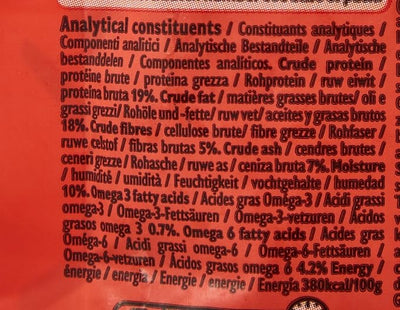 Analytical constituents / Constituants analytiques /
Componenti analitici / Analytische Bestandteile / Analytische
bestanddelen / Componentes analíticos. Crude protein /
protéine brute / proteina grezza / Rohprotein / ruw eiwit /
proteína bruta 19%. Crude fat / matières grasses brutes/ oli e
grassi grezzi/ Rohöle und -fette/ ruw vet/ aceites y grasas brutos
18%. Crude fibres / cellulose brute/ fibre grezze / Rohfaser /
ruwe celstof / fibras brutas 5%. Crude ash / cendres brutes /
ceneri grezze / Rohasche / ruwe as / ceniza bruta 7%. Moisture
/ humidité / umidità / Feuchtigkeit / vochtgehalte / humedad
10%. Omega 3 fatty acids / Acides gras Oméga-3 / Acidi grassi
omega-3 / Omega-3-Fettsäuren / Omega-3-vetzuren / Ácidos
grasos omega 3 0.7%. Omega 6 fatty acids / Acides gras
Oméga-6 / Acidi grassi omega-6 / Omega-6-Fettsäuren /
Omega-6-vetzuren / Ácidos grasos omega 6 4.2% Energy /
énergie / energia / Energie / energie / Energía 380kcal/100g